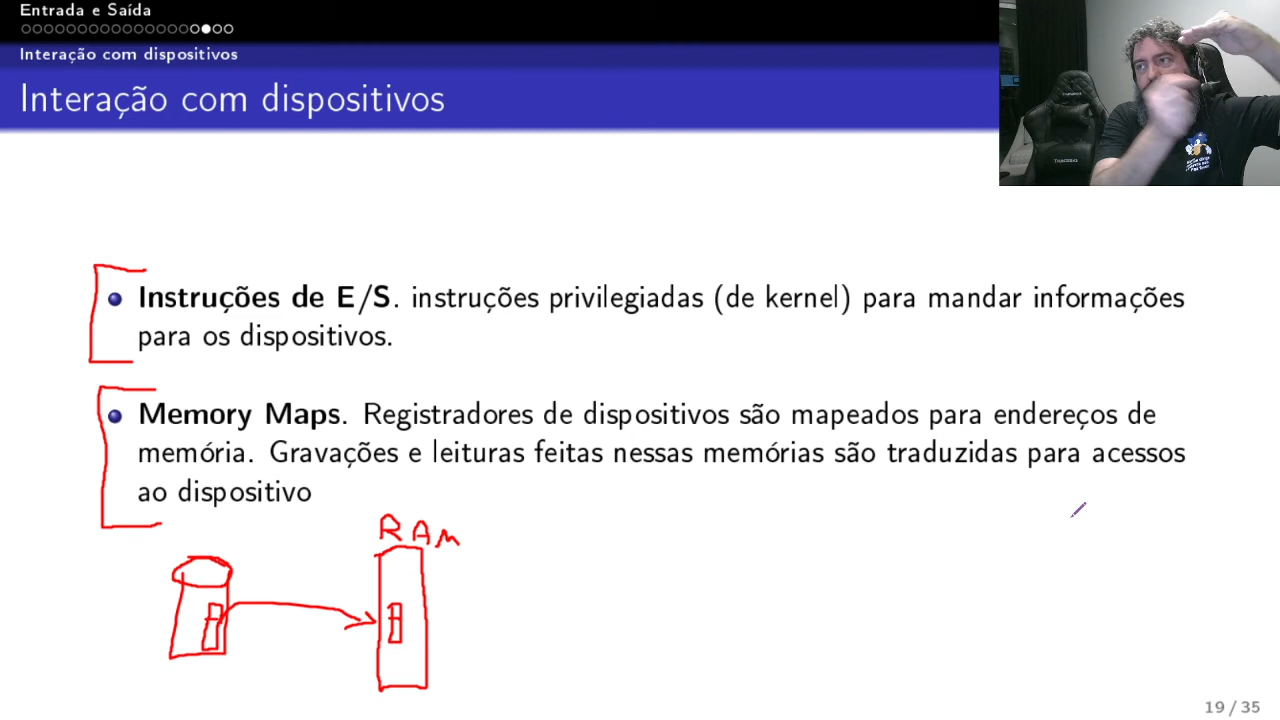 Entrada e Saída
Interação com dispositivos
Interação com dispositivos
Instruções de E/S. instruções privilegiadas (de kernel) para mandar informações
para os dispositivos.
Memory Maps. Registradores de dispositivos são mapeados para endereços de
memória. Gravações e leituras feitas nessas memórias são traduzidas para acessos
ao dispositivo
RAM
19 / 35